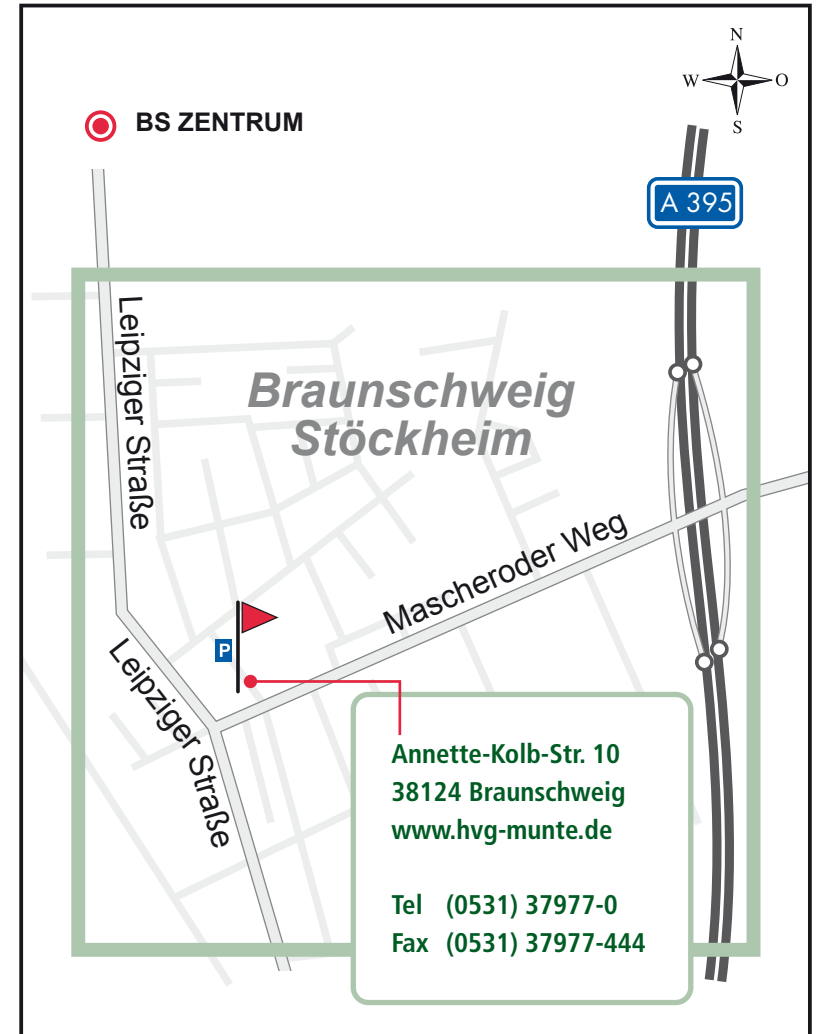 N
W
O
S
BS ZENTRUM
A 395
Leipziger Straße
Braunschweig
Stöckheim
Mascheroder Weg
P
Leipziger Straße
Annette-Kolb-Str. 10
38124 Braunschweig
www.hvg-munte.de
Tel (0531) 37977-0
Fax (0531) 37977-444